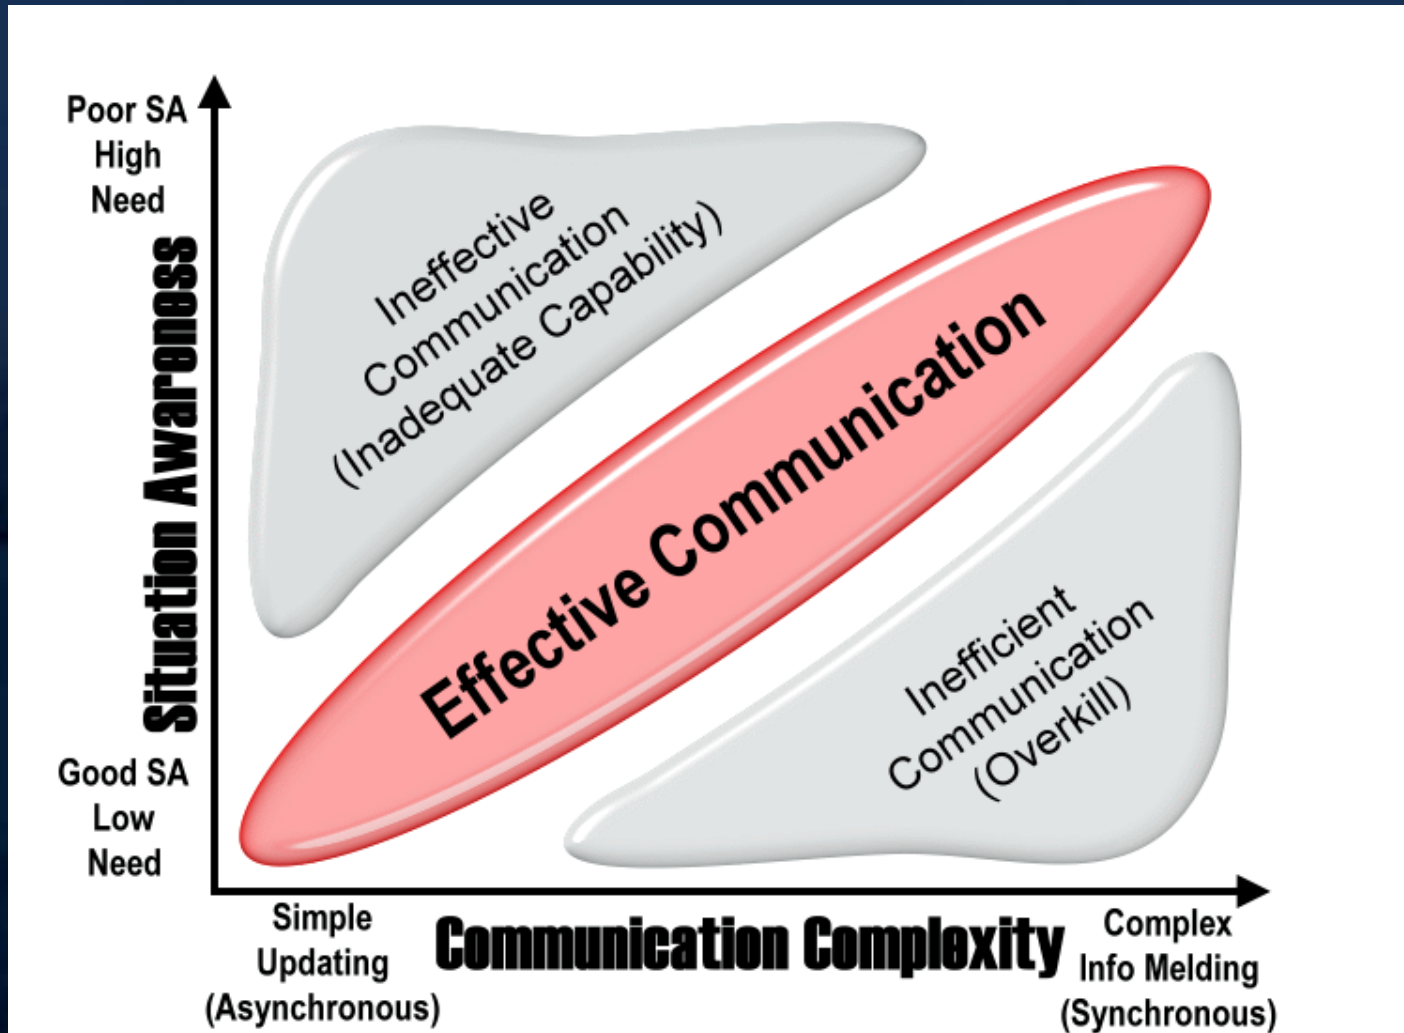 Poor SA
High
Need
Situation Awareness
Good SA
Low
Need
Ineffective
Communication
(Inadequate Capability)
Effective Communication
Inefficient
Communication
(Overkill)
Simple
Updating
(Asynchronous)
Communication Complexity
Complex
Info Melding
(Synchronous)